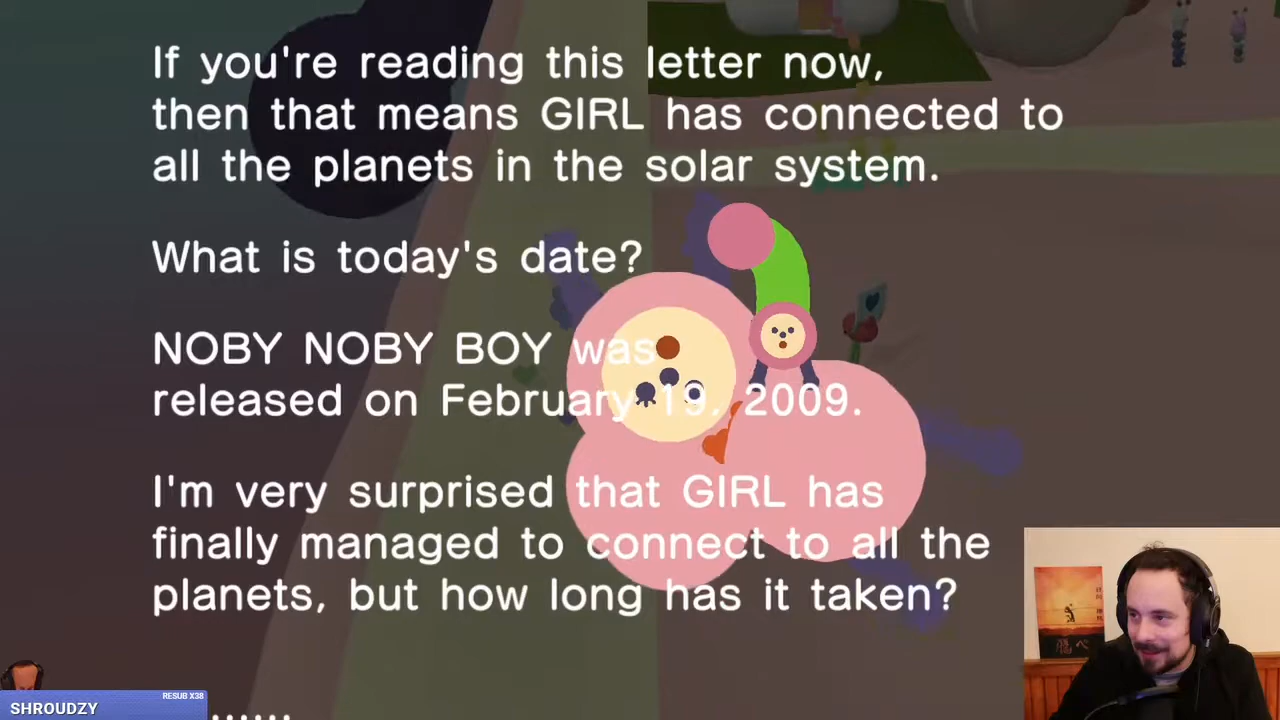 If you're reading this letter now,
then that means GIRL has connected to
all the planets in the solar system.
What is today's date?
NOBY NOBY BOY was
released on February 19, 2009.
I'm very surprised that GIRL has
finally managed to connect to all the
planets, but how long has it taken?
......
RESUB X38
SHROUDZY